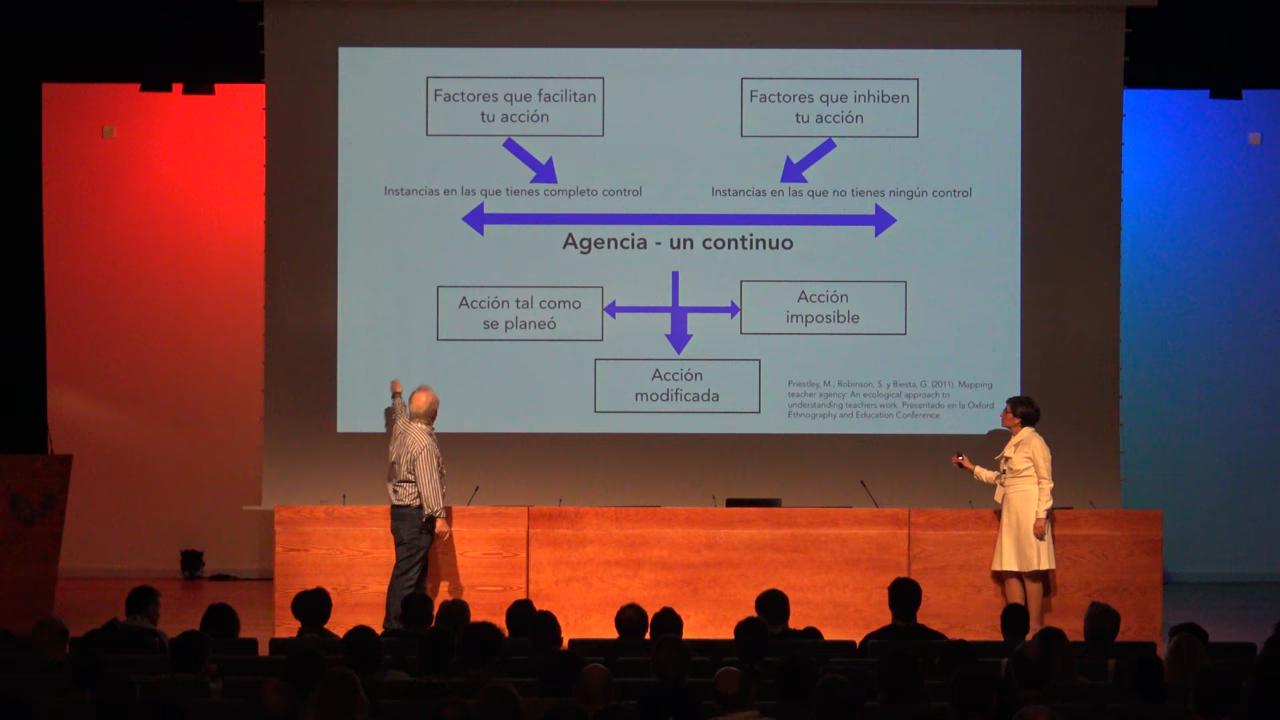 Factores que facilitan
tu acción
Factores que inhiben
tu acción
Instancias en las que tienes completo control
Instancias en las que no tienes ningún control
Agencia - un continuo
Acción tal como
se planeó
Acción
imposible
Acción
modificada
Priestley, M., Robinson, S. y Biesta, G. (2011). Mapping
teacher agency: An ecological approach to
understanding teachers work. Presentado en la Oxford
Ethnography and Education Conference.